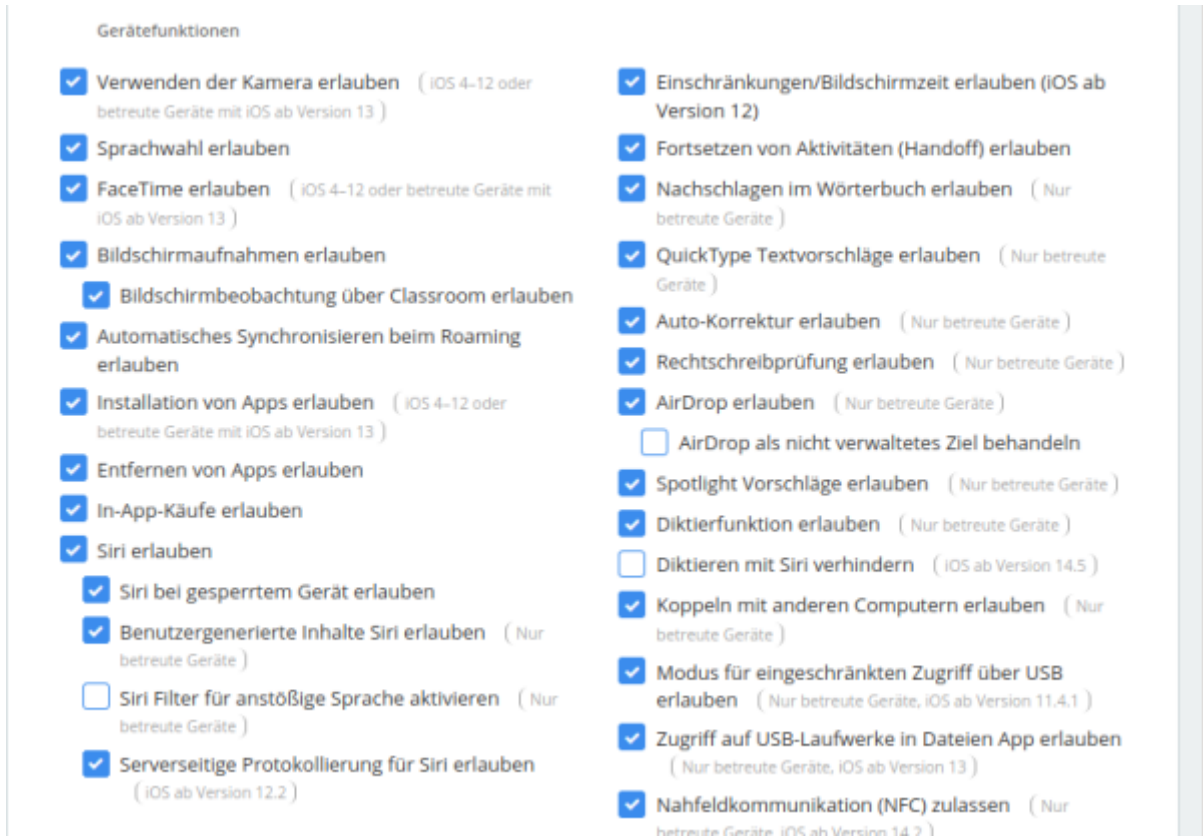 Gerätefunktionen
Verwenden der Kamera erlauben ( iOS 4–12 oder
betreute Geräte mit iOS ab Version 13 )
Sprachwahl erlauben
FaceTime erlauben ( iOS 4–12 oder betreute Geräte mit
iOS ab Version 13 )
Bildschirmaufnahmen erlauben
Bildschirmbeobachtung über Classroom erlauben
Automatisches Synchronisieren beim Roaming
erlauben
Installation von Apps erlauben ( iOS 4–12 oder
betreute Geräte mit iOS ab Version 13 )
Entfernen von Apps erlauben
In-App-Käufe erlauben
Siri erlauben
Siri bei gesperrtem Gerät erlauben
Benutzergenerierte Inhalte Siri erlauben ( Nur
betreute Geräte )
Siri Filter für anstößige Sprache aktivieren ( Nur
betreute Geräte )
Serverseitige Protokollierung für Siri erlauben
( iOS ab Version 12.2 )
Einschränkungen/Bildschirmzeit erlauben (iOS ab
Version 12)
Fortsetzen von Aktivitäten (Handoff) erlauben
Nachschlagen im Wörterbuch erlauben ( Nur
betreute Geräte )
QuickType Textvorschläge erlauben ( Nur betreute
Geräte )
Auto-Korrektur erlauben ( Nur betreute Geräte )
Rechtschreibprüfung erlauben ( Nur betreute Geräte )
AirDrop erlauben ( Nur betreute Geräte )
AirDrop als nicht verwaltetes Ziel behandeln
Spotlight Vorschläge erlauben ( Nur betreute Geräte )
Diktierfunktion erlauben ( Nur betreute Geräte )
Diktieren mit Siri verhindern ( iOS ab Version 14.5 )
Koppeln mit anderen Computern erlauben ( Nur
betreute Geräte )
Modus für eingeschränkten Zugriff über USB
erlauben ( Nur betreute Geräte, iOS ab Version 11.4.1 )
Zugriff auf USB-Laufwerke in Dateien App erlauben
( Nur betreute Geräte, iOS ab Version 13 )
Nahfeldkommunikation (NFC) zulassen ( Nur
betreute Geräte, iOS ab Version 14.2 )